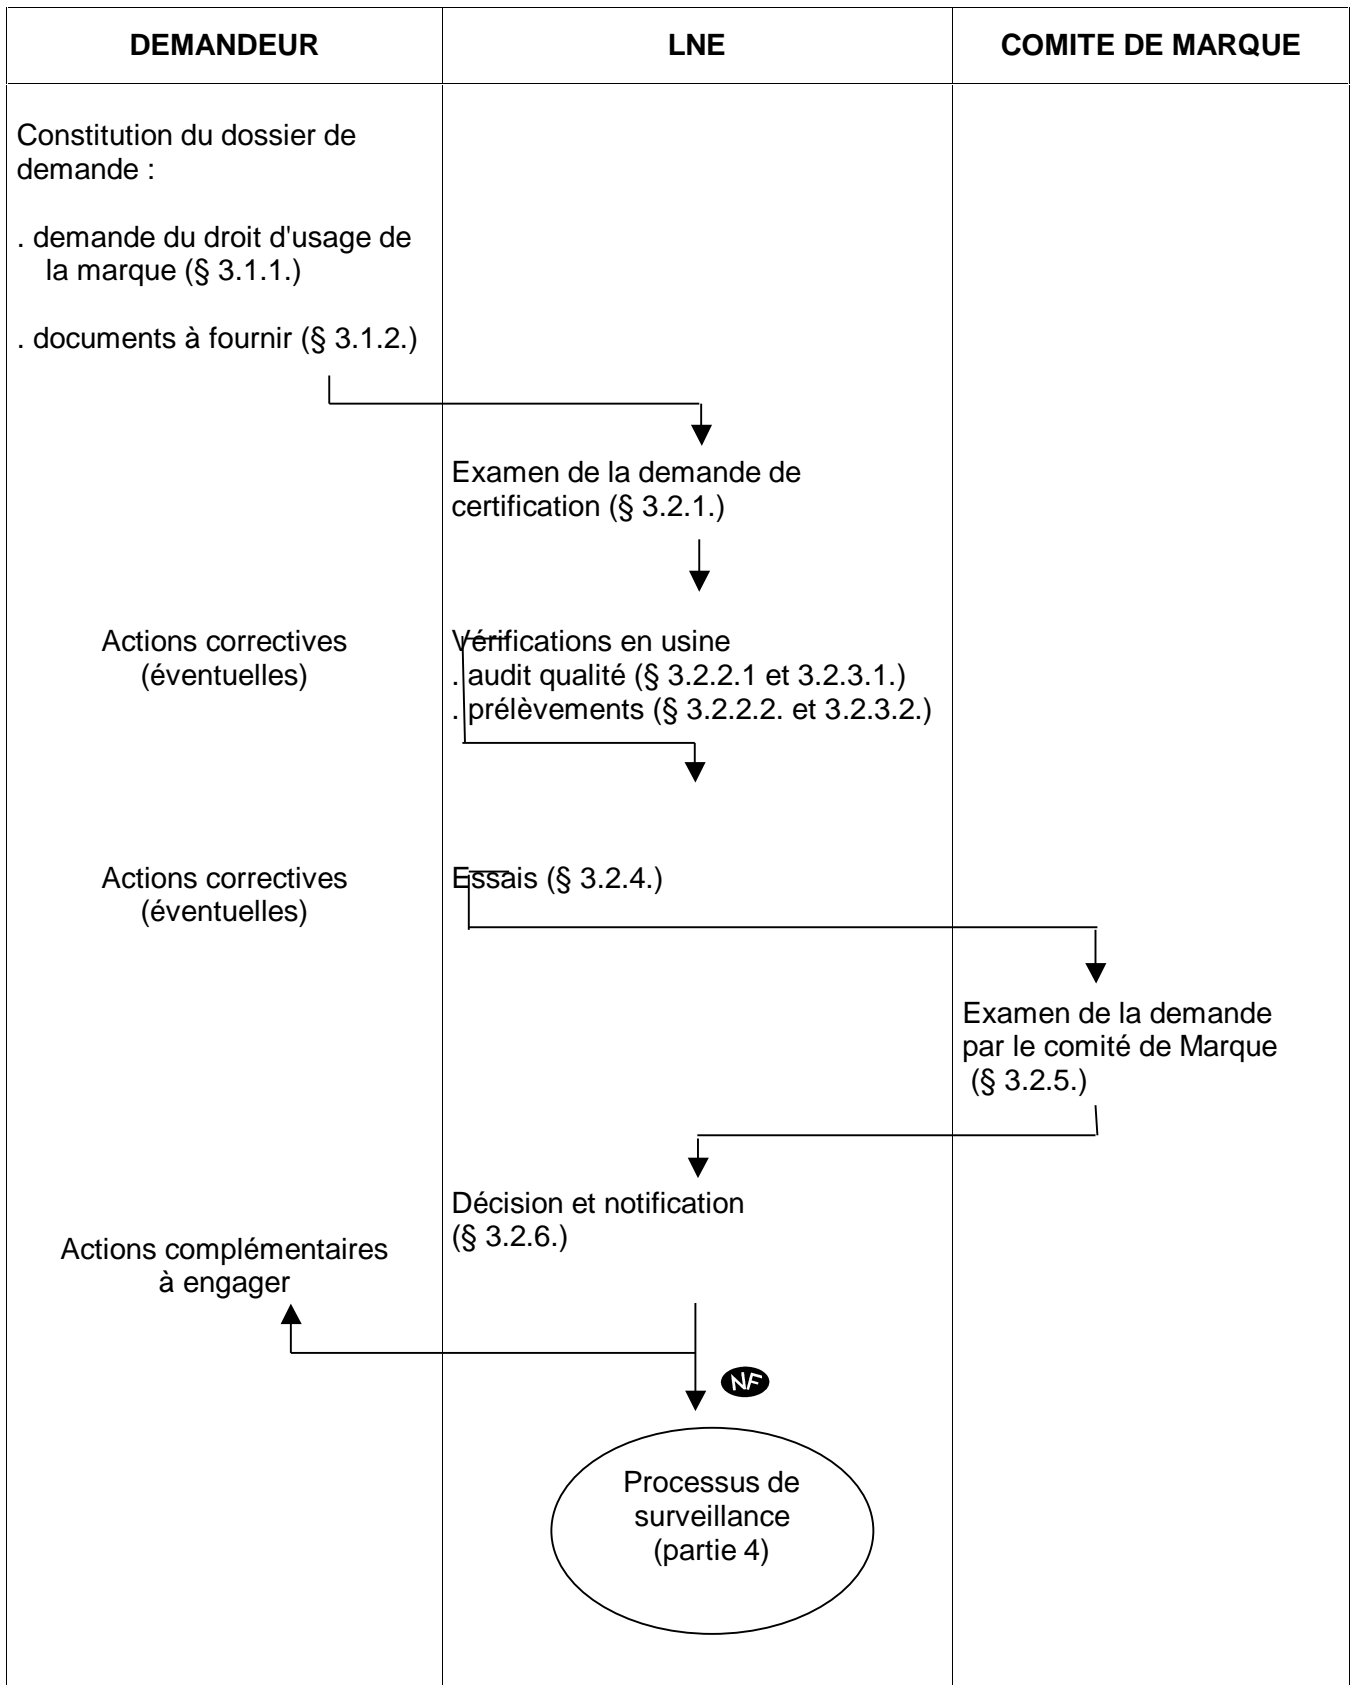 DEMANDEUR
LNE
COMITE DE MARQUE
Constitution du dossier de
demande :
. demande du droit d'usage de
la marque (§ 3.1.1.)
. documents à fournir (§ 3.1.2.)
Examen de la demande de
certification (§ 3.2.1.)
Actions correctives
(éventuelles)
Vérifications en usine
. audit qualité (§ 3.2.2.1 et 3.2.3.1.)
. prélèvements (§ 3.2.2.2. et 3.2.3.2.)
Actions correctives
(éventuelles)
Essais (§ 3.2.4.)
Examen de la demande
par le comité de Marque
(§ 3.2.5.)
Décision et notification
(§ 3.2.6.)
Actions complémentaires
à engager
NF
Processus de
surveillance
(partie 4)